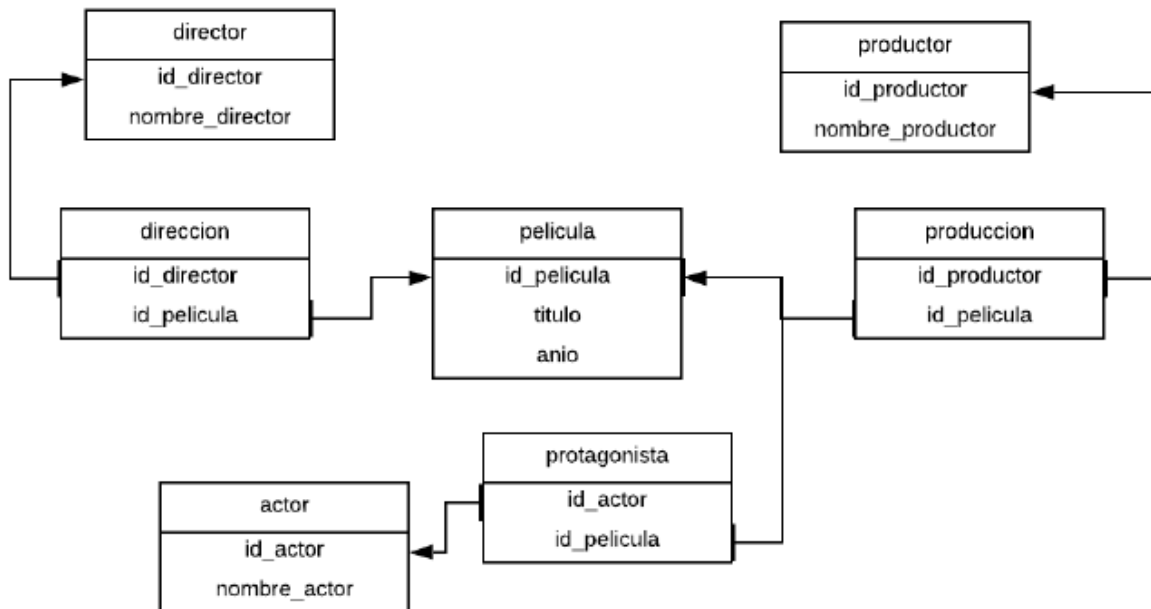 director
id_director
nombre_director
productor
id_productor
nombre_productor
direccion
id_director
id_pelicula
pelicula
id_pelicula
titulo
anio
produccion
id_productor
id_pelicula
protagonista
id_actor
id_pelicula
actor
id_actor
nombre_actor